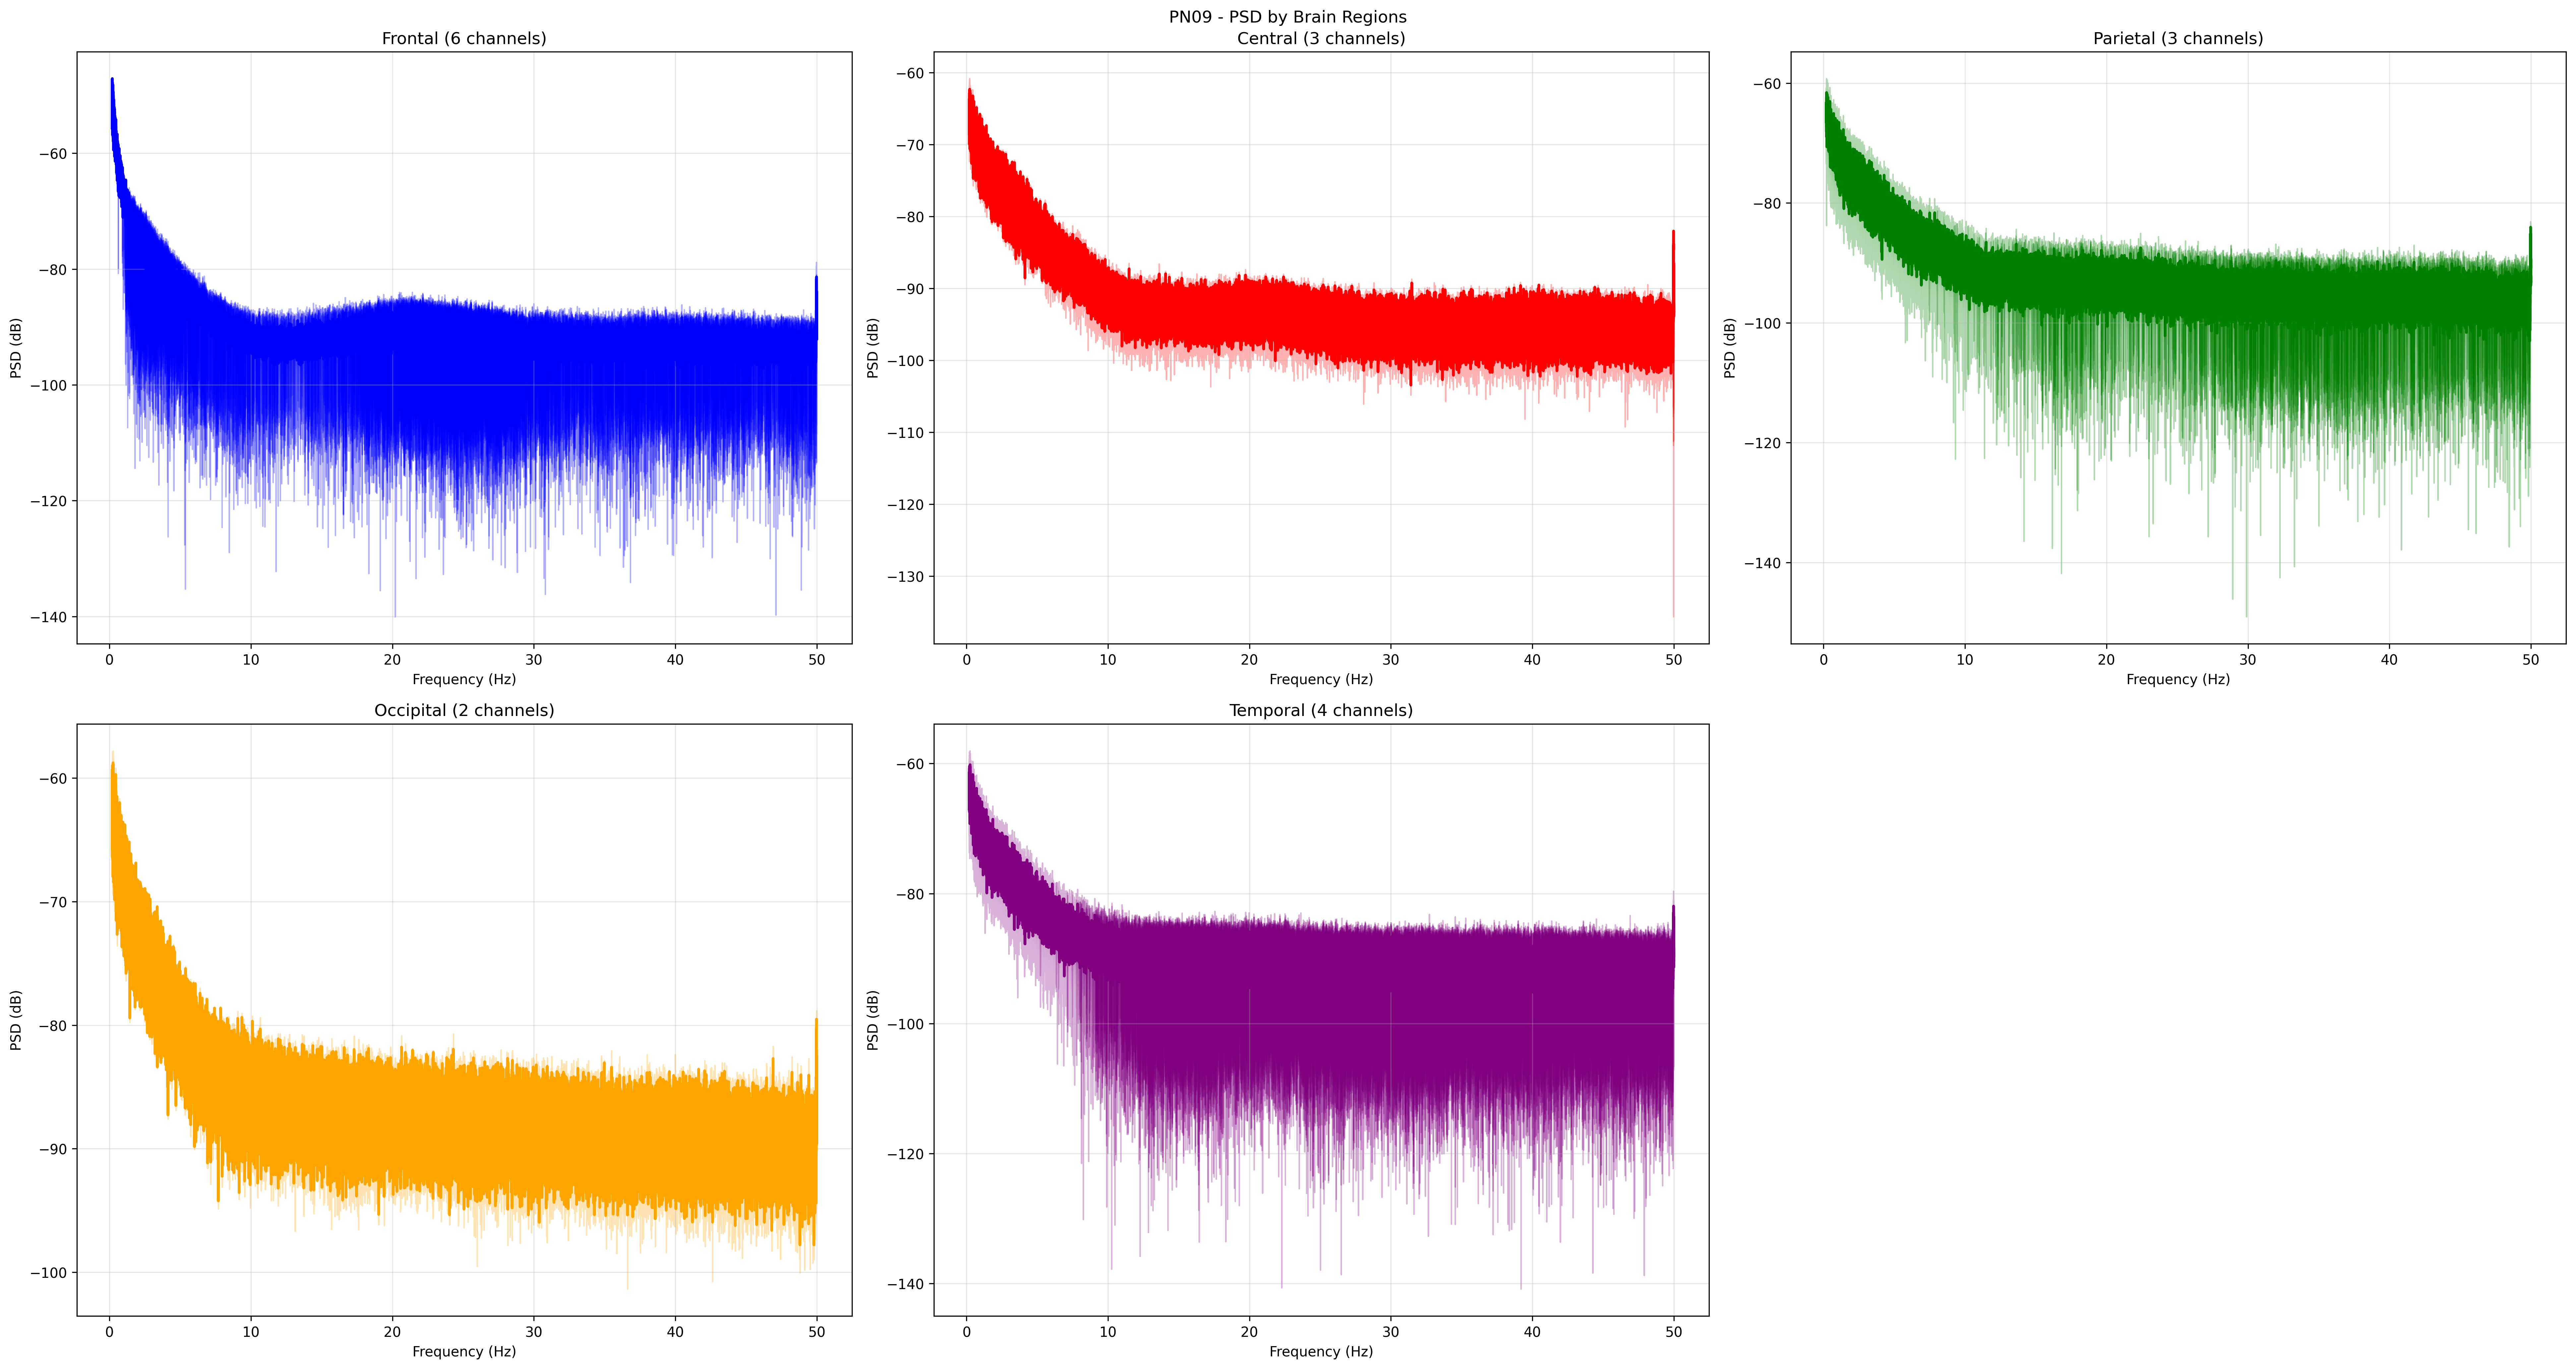 PN09 - PSD by Brain Regions
Frontal (6 channels)
−60
−80
−100
−120
−140
PSD (dB)
0 10 20 30 40 50
Frequency (Hz)
Central (3 channels)
−60
−70
−80
−90
−100
−110
−120
−130
PSD (dB)
0 10 20 30 40 50
Frequency (Hz)
Parietal (3 channels)
−60
−80
−100
−120
−140
PSD (dB)
0 10 20 30 40 50
Frequency (Hz)
Occipital (2 channels)
−60
−70
−80
−90
−100
PSD (dB)
0 10 20 30 40 50
Frequency (Hz)
Temporal (4 channels)
−60
−80
−100
−120
−140
PSD (dB)
0 10 20 30 40 50
Frequency (Hz)